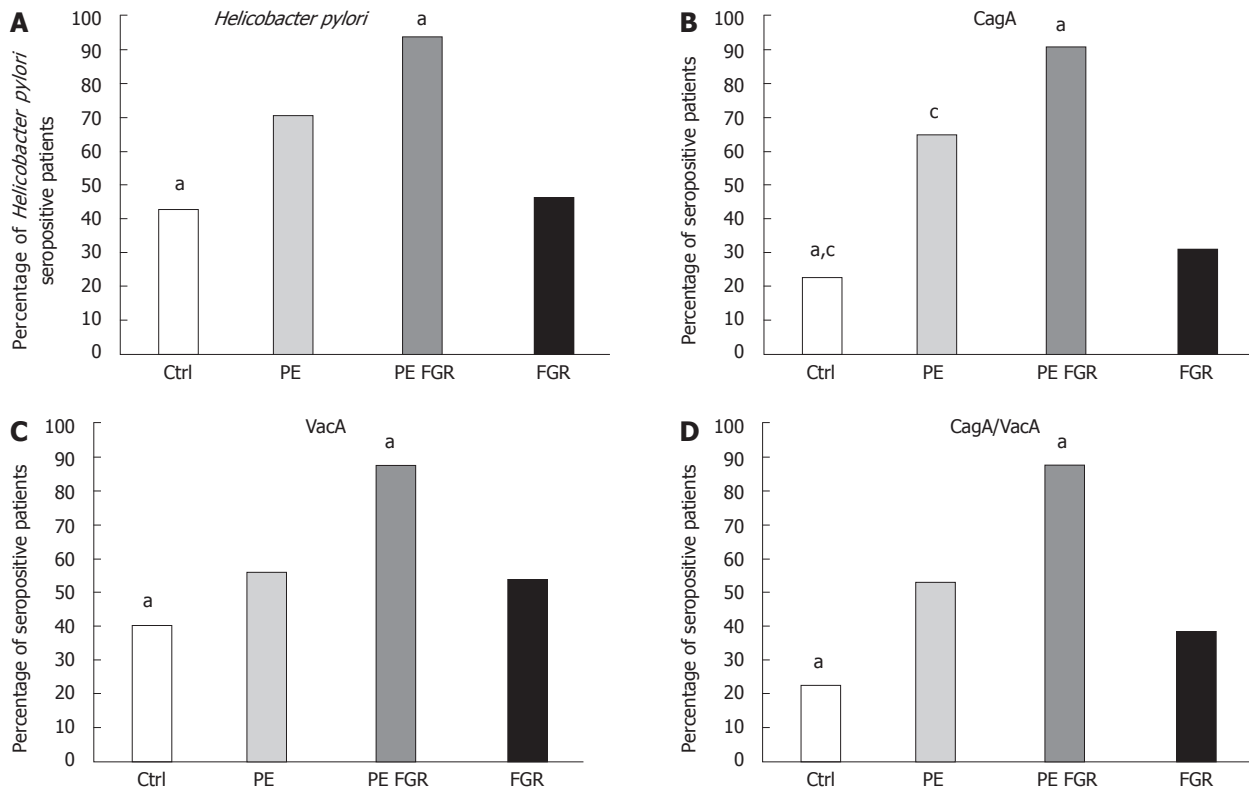 A
Helicobacter pylori
Percentage of Helicobacter pylori
seropositive patients
100
90
80
70
60
50
40
30
20
10
0
a
a
Ctrl PE PE FGR FGR
B
CagA
Percentage of seropositive patients
100
90
80
70
60
50
40
30
20
10
0
a,c
c
a
Ctrl PE PE FGR FGR
C
VacA
Percentage of seropositive patients
100
90
80
70
60
50
40
30
20
10
0
a
a
Ctrl PE PE FGR FGR
D
CagA/VacA
Percentage of seropositive patients
100
90
80
70
60
50
40
30
20
10
0
a
a
Ctrl PE PE FGR FGR